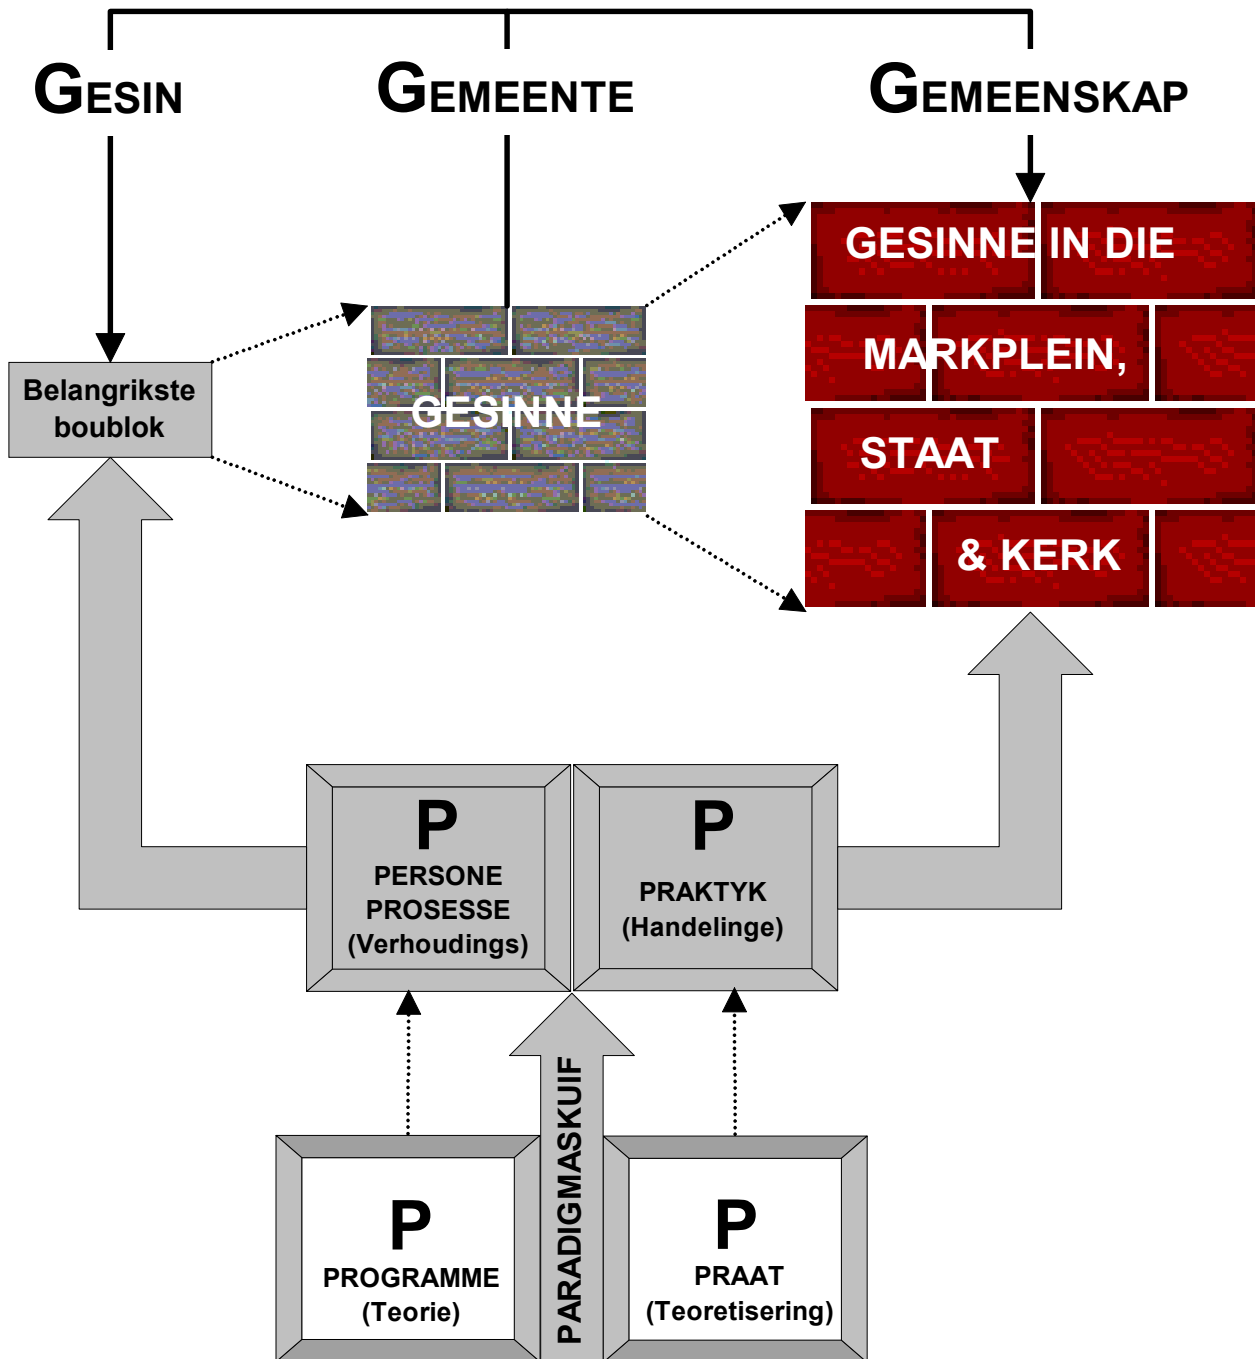 GESIN
GEMEENTE
GEMEENSKAP
Belangrikste
boublok
GESINNE
GESINNE IN DIE
MARKPLEIN,
STAAT
& KERK
P
PERSONE
PROSESSE
(Verhoudings)
P
PRAKTYK
(Handelinge)
PARADIGMASKUIF
P
PROGRAMME
(Teorie)
P
PRAAT
(Teoretisering)